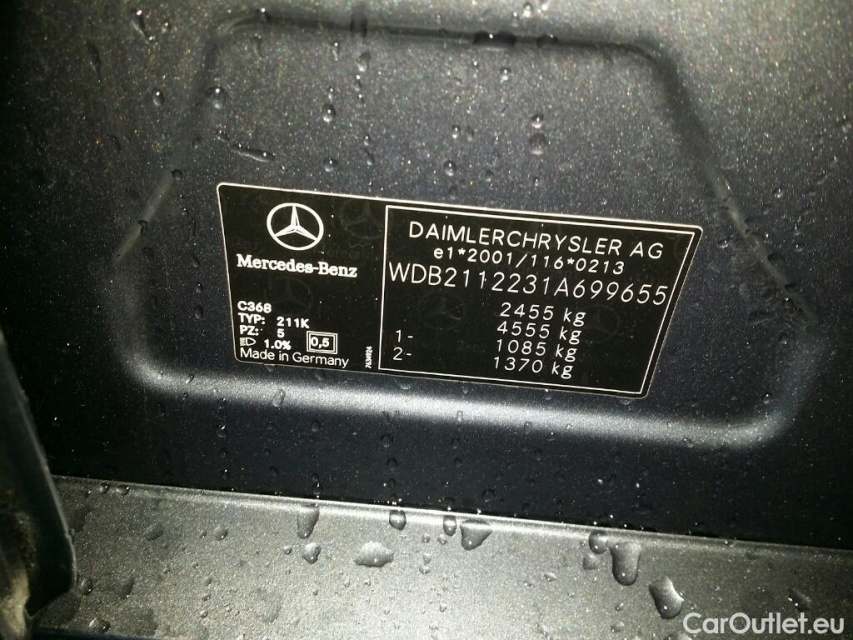 Mercedes-Benz
C368
TYP: 211K
PZ: 5
1.0% 0,5
Made in Germany
DAIMLERCHRYSLER AG
e1*2001/116*0213
WDB2112231A699655
2455 kg
4555 kg
1- 1085 kg
2- 1370 kg
CarOutlet.eu